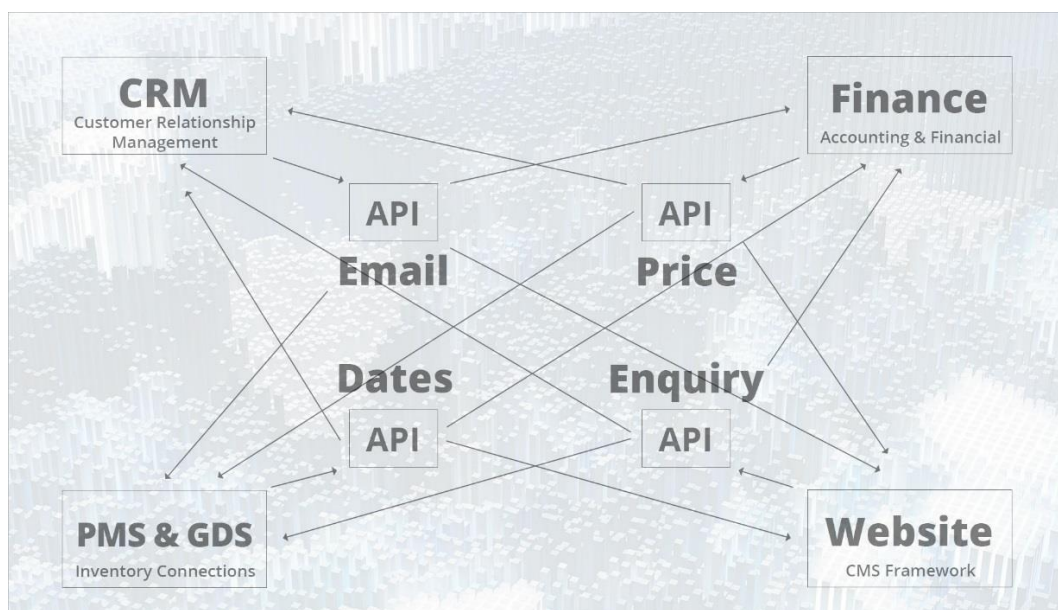 CRM
Customer Relationship
Management
Finance
Accounting & Financial
API
API
Email
Price
Dates
Enquiry
API
API
PMS & GDS
Inventory Connections
Website
CMS Framework